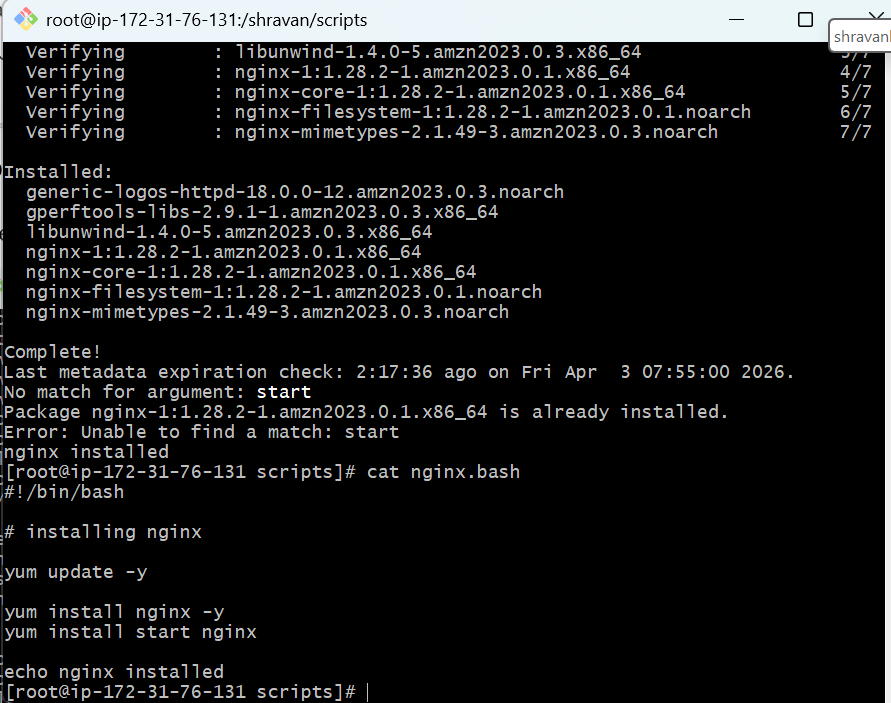 root@ip-172-31-76-131:/shravan/scripts
  Verifying        : libunwind-1.4.0-5.amzn2023.0.3.x86_64                  3/7
  Verifying        : nginx-1:1.28.2-1.amzn2023.0.1.x86_64                   4/7
  Verifying        : nginx-core-1:1.28.2-1.amzn2023.0.1.x86_64              5/7
  Verifying        : nginx-filesystem-1:1.28.2-1.amzn2023.0.1.noarch        6/7
  Verifying        : nginx-mimetypes-2.1.49-3.amzn2023.0.3.noarch           7/7
Installed:
  generic-logos-httpd-18.0.0-12.amzn2023.0.3.noarch
  gperftools-libs-2.9.1-1.amzn2023.0.3.x86_64
  libunwind-1.4.0-5.amzn2023.0.3.x86_64
  nginx-1:1.28.2-1.amzn2023.0.1.x86_64
  nginx-core-1:1.28.2-1.amzn2023.0.1.x86_64
  nginx-filesystem-1:1.28.2-1.amzn2023.0.1.noarch
  nginx-mimetypes-2.1.49-3.amzn2023.0.3.noarch
Complete!
Last metadata expiration check: 2:17:36 ago on Fri Apr  3 07:55:00 2026.
No match for argument: start
Package nginx-1:1.28.2-1.amzn2023.0.1.x86_64 is already installed.
Error: Unable to find a match: start
nginx installed
[root@ip-172-31-76-131 scripts]# cat nginx.bash
#!/bin/bash
# installing nginx
yum update -y
yum install nginx -y
yum install start nginx
echo nginx installed
[root@ip-172-31-76-131 scripts]#